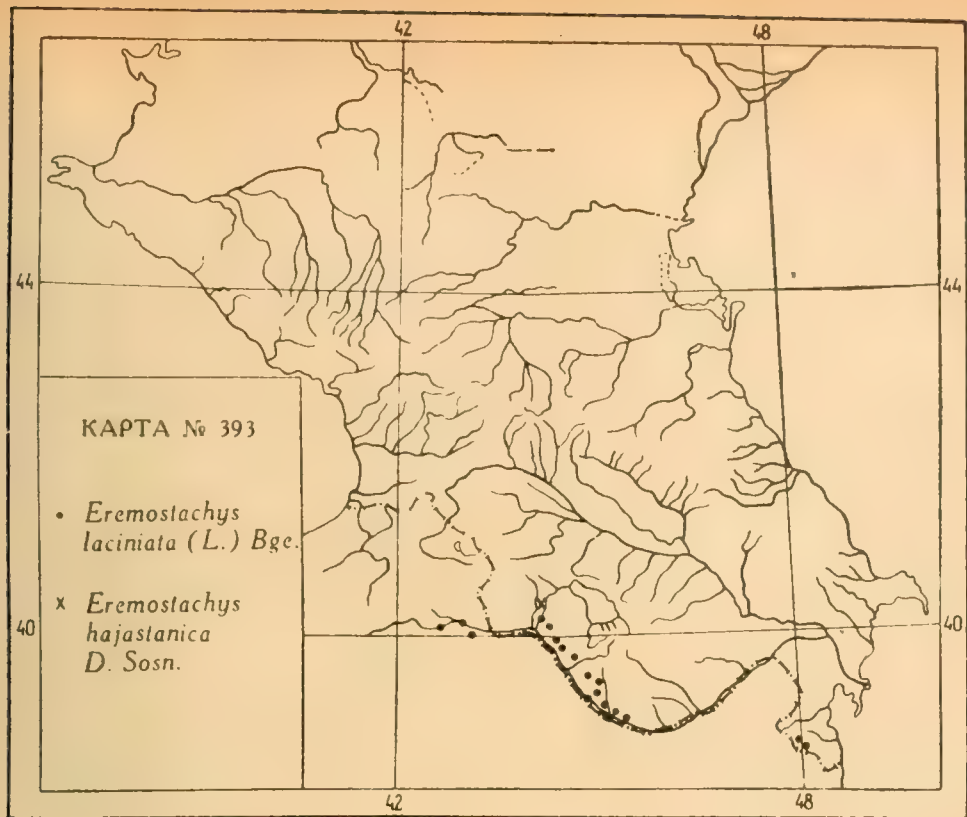 42 48
44 44
КАРТА № 393
• Eremostachys
laciniata (L.) Bge.
× Eremostachys
hajastanica
D. Sosn.
40 40
42 48